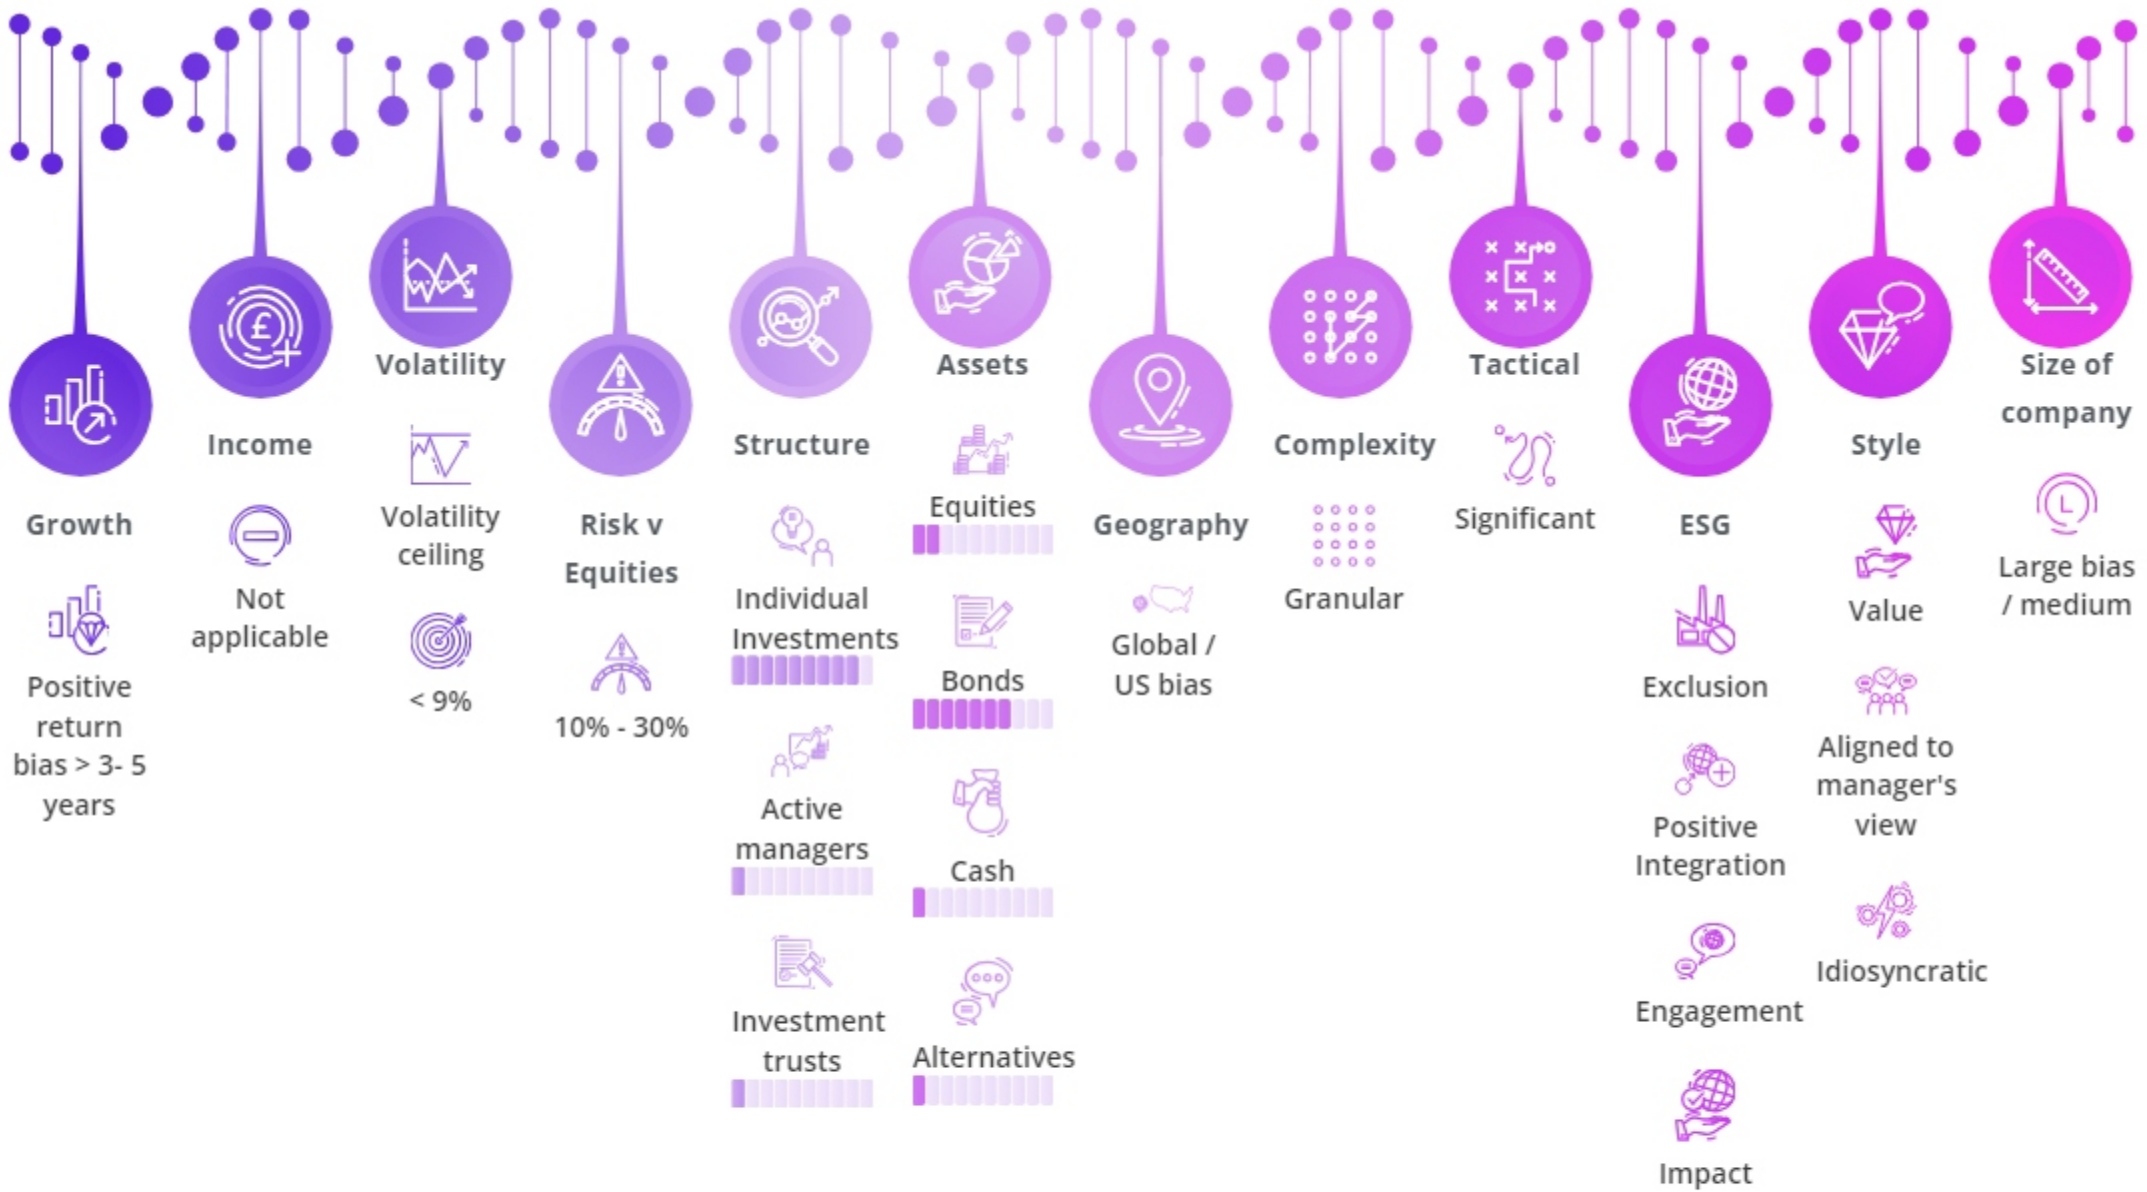 Growth
Positive
return
bias > 3- 5
years
£
Income
Not
applicable
Volatility
Volatility
ceiling
< 9%
Risk v
Equities
10% - 30%
Structure
Individual
Investments
Active
managers
Investment
trusts
Assets
Equities
Bonds
Cash
Alternatives
Geography
Global /
US bias
Complexity
Granular
Tactical
Significant
ESG
Exclusion
Positive
Integration
Engagement
Impact
Style
Value
Aligned to
manager's
view
Idiosyncratic
Size of
company
L
Large bias
/ medium